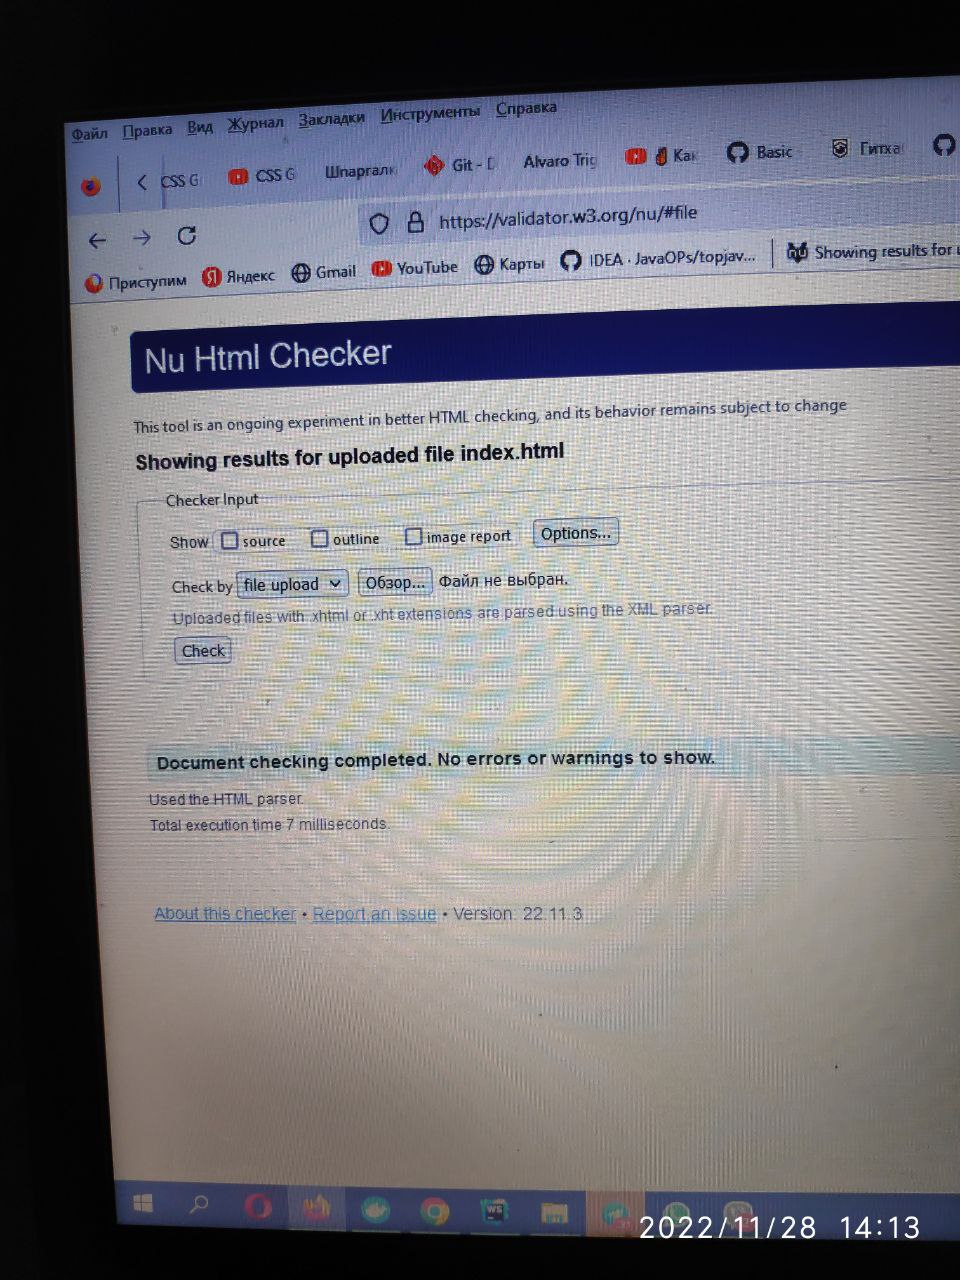 Файл Правка Вид Журнал Закладки Инструменты Справка
CSS G CSS G Шпаргалк Git - D Alvaro Trig Как Basic Гитха
https://validator.w3.org/nu/#file
Приступим Яндекс Gmail YouTube Карты IDEA · JavaOPs/topjav... Showing results for u
Nu Html Checker
This tool is an ongoing experiment in better HTML checking, and its behavior remains subject to change
Showing results for uploaded file index.html
Checker Input
Show source outline image report Options...
Check by file upload Обзор... Файл не выбран.
Uploaded files with .xhtml or .xht extensions are parsed using the XML parser.
Check
Document checking completed. No errors or warnings to show.
Used the HTML parser.
Total execution time 7 milliseconds.
About this checker • Report an issue • Version: 22.11.3
WS
2022/11/28 14:13